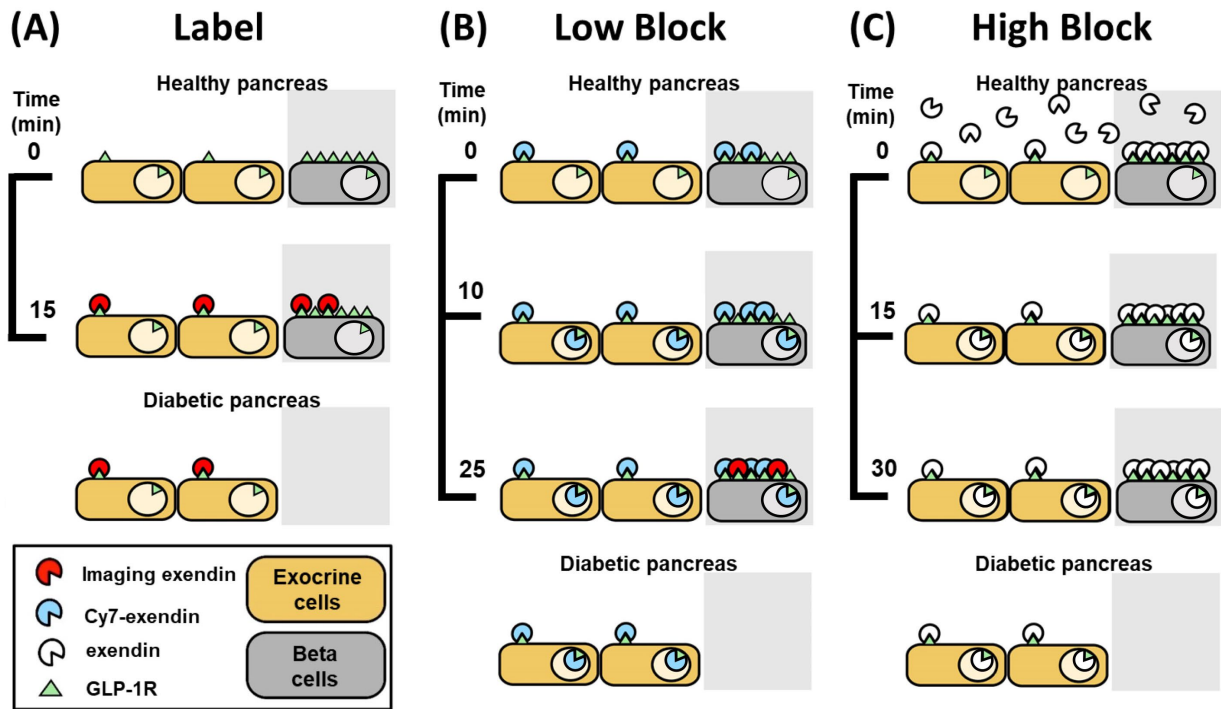 (A) Label
Healthy pancreas
Time
(min)
0
15
Diabetic pancreas
Imaging exendin
Cy7-exendin
exendin
GLP-1R
Exocrine
cells
Beta
cells
(B) Low Block
Healthy pancreas
Time
(min)
0
10
25
Diabetic pancreas
(C) High Block
Healthy pancreas
Time
(min)
0
15
30
Diabetic pancreas